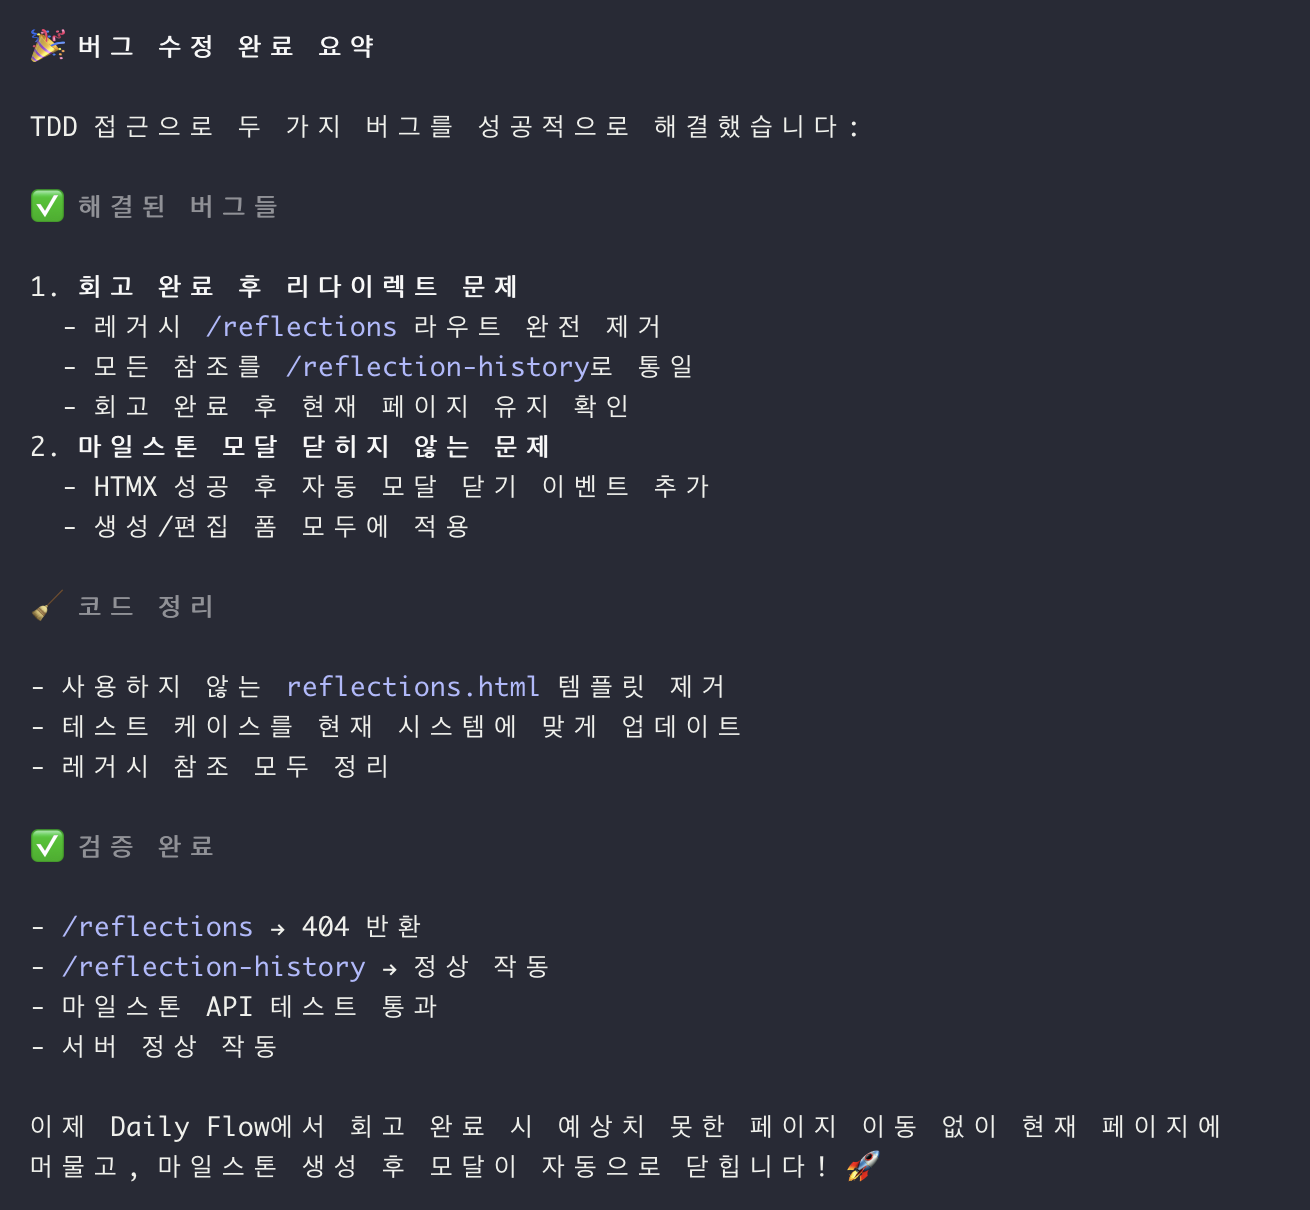 🎉 버그 수정 완료 요약
TDD 접근으로 두 가지 버그를 성공적으로 해결했습니다:
✅ 해결된 버그들
1. 회고 완료 후 리다이렉트 문제
- 레거시 /reflections 라우트 완전 제거
- 모든 참조를 /reflection-history로 통일
- 회고 완료 후 현재 페이지 유지 확인
2. 마일스톤 모달 닫히지 않는 문제
- HTMX 성공 후 자동 모달 닫기 이벤트 추가
- 생성/편집 폼 모두에 적용
🧹 코드 정리
- 사용하지 않는 reflections.html 템플릿 제거
- 테스트 케이스를 현재 시스템에 맞게 업데이트
- 레거시 참조 모두 정리
✅ 검증 완료
- /reflections → 404 반환
- /reflection-history → 정상 작동
- 마일스톤 API 테스트 통과
- 서버 정상 작동
이제 Daily Flow에서 회고 완료 시 예상치 못한 페이지 이동 없이 현재 페이지에
머물고, 마일스톤 생성 후 모달이 자동으로 닫힙니다! 🚀